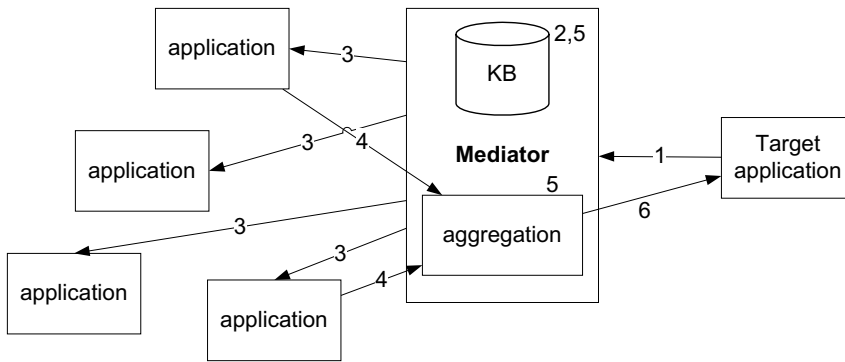 application
3
2,5
KB
3
4
Mediator
1
Target
application
application
5
6
3
aggregation
3
4
application
application